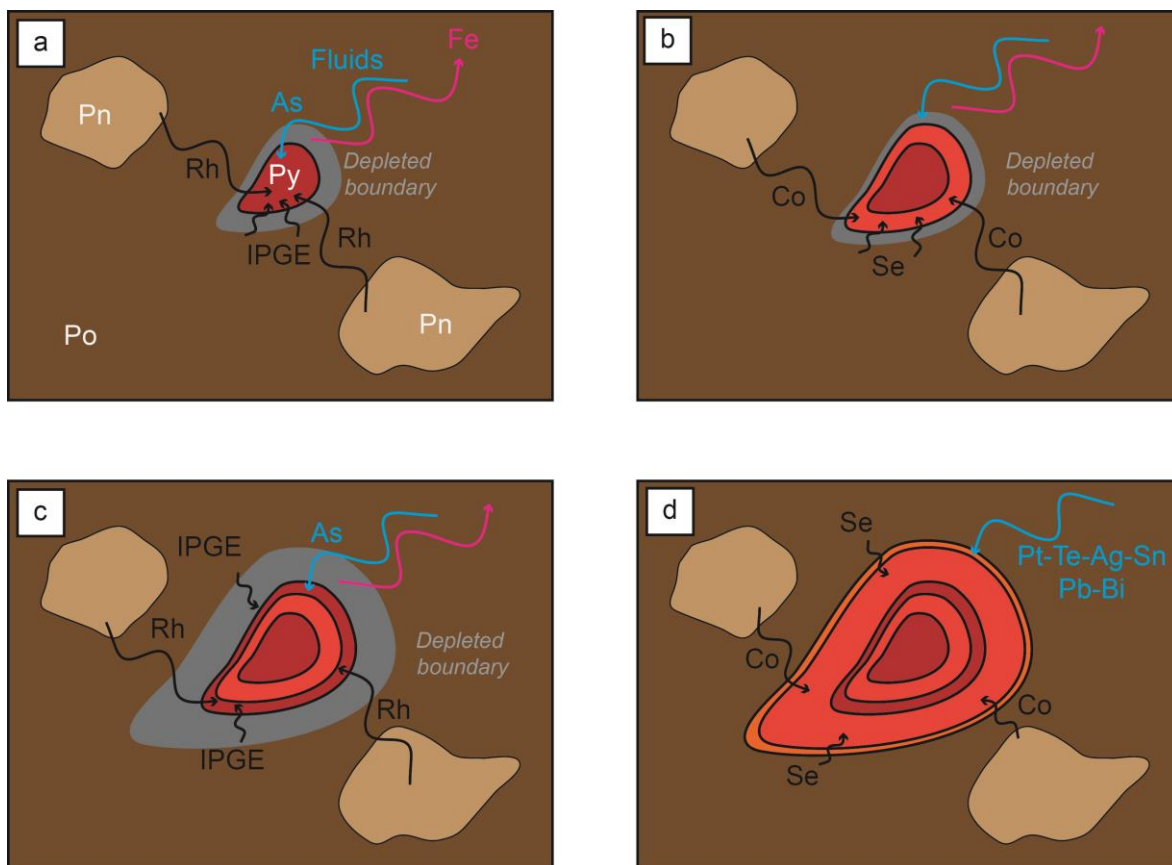 a
Fe
Fluids
As
Pn
Depleted
boundary
Py
Rh
IPGE
Rh
Pn
Po
b
Depleted
boundary
Co
Co
Se
c
As
IPGE
Rh
Depleted
boundary
Rh
IPGE
d
Se
Pt-Te-Ag-Sn
Pb-Bi
Co
Co
Se